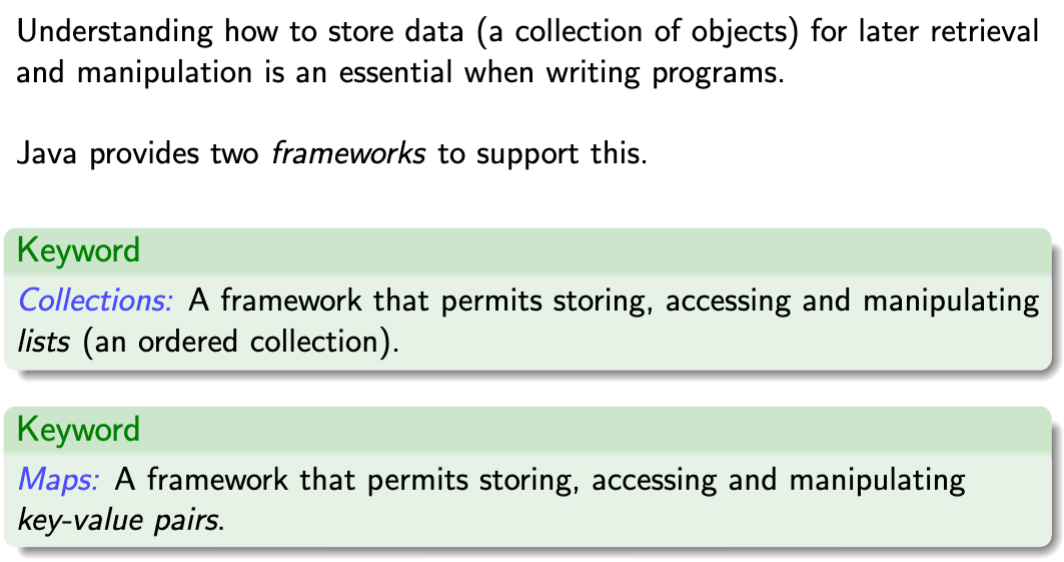 Understanding how to store data (a collection of objects) for later retrieval
and manipulation is an essential when writing programs.
Java provides two frameworks to support this.
Keyword
Collections: A framework that permits storing, accessing and manipulating
lists (an ordered collection).
Keyword
Maps: A framework that permits storing, accessing and manipulating
key-value pairs.